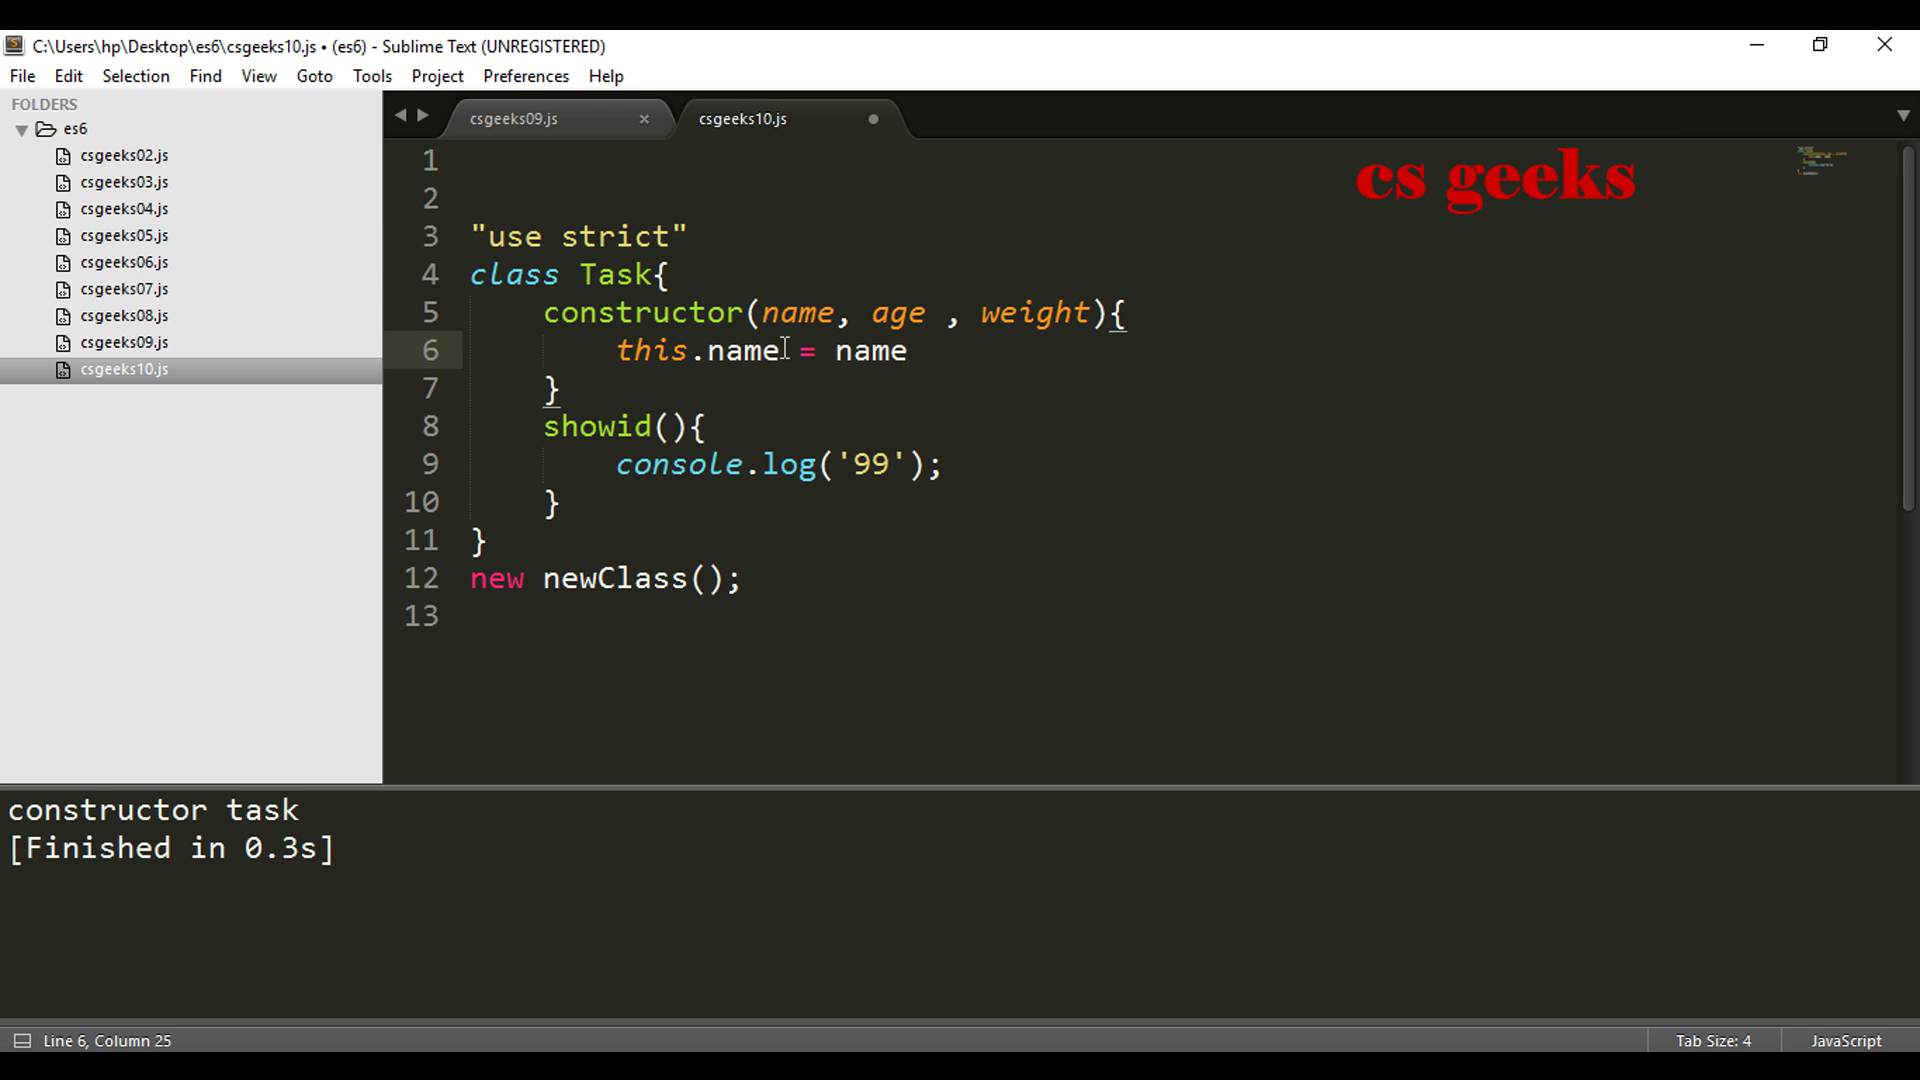 C:\Users\hp\Desktop\es6\csgeeks10.js • (es6) - Sublime Text (UNREGISTERED)
File Edit Selection Find View Goto Tools Project Preferences Help
FOLDERS
es6
csgeeks02.js
csgeeks03.js
csgeeks04.js
csgeeks05.js
csgeeks06.js
csgeeks07.js
csgeeks08.js
csgeeks09.js
csgeeks10.js
csgeeks09.js × csgeeks10.js
cs geeks
1
2
3 "use strict"
4 class Task{
5 constructor(name, age , weight){
6 this.name = name
7 }
8 showid(){
9 console.log('99');
10 }
11 }
12 new newClass();
13
constructor task
[Finished in 0.3s]
Line 6, Column 25 Tab Size: 4 JavaScript